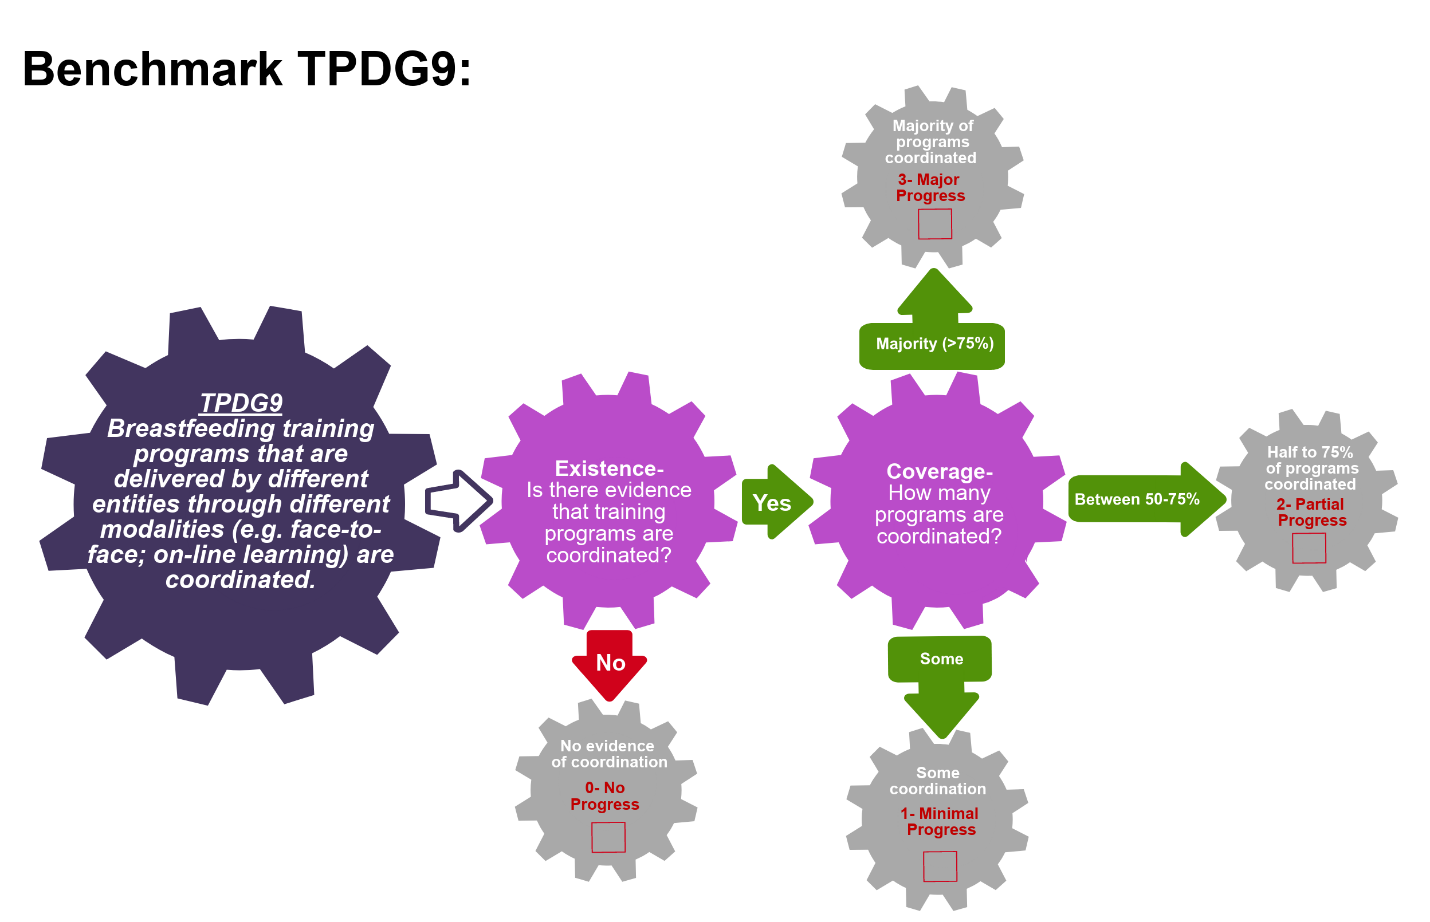 Benchmark TPDG9:
Majority of
programs
coordinated
3- Major
Progress
Majority (>75%)
TPDG9
Breastfeeding training
programs that are
delivered by different
entities through different
modalities (e.g. face-to-
face; on-line learning) are
coordinated.
Existence-
Is there evidence
that training
programs are
coordinated?
Yes
Coverage-
How many
programs are
coordinated?
Between 50-75%
Half to 75%
of programs
coordinated
2- Partial
Progress
No
Some
No evidence
of coordination
0- No
Progress
Some
coordination
1- Minimal
Progress